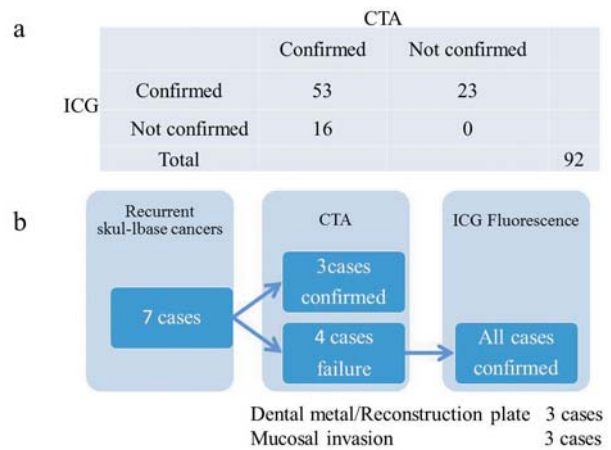 a
CTA
Confirmed Not confirmed
ICG
Confirmed 53 23
Not confirmed 16 0
Total 92
b
Recurrent
skul-lbase cancers
CTA
ICG Fluorescence
7 cases
3cases
confirmed
4 cases
failure
All cases
confirmed
Dental metal/Reconstruction plate 3 cases
Mucosal invasion 3 cases